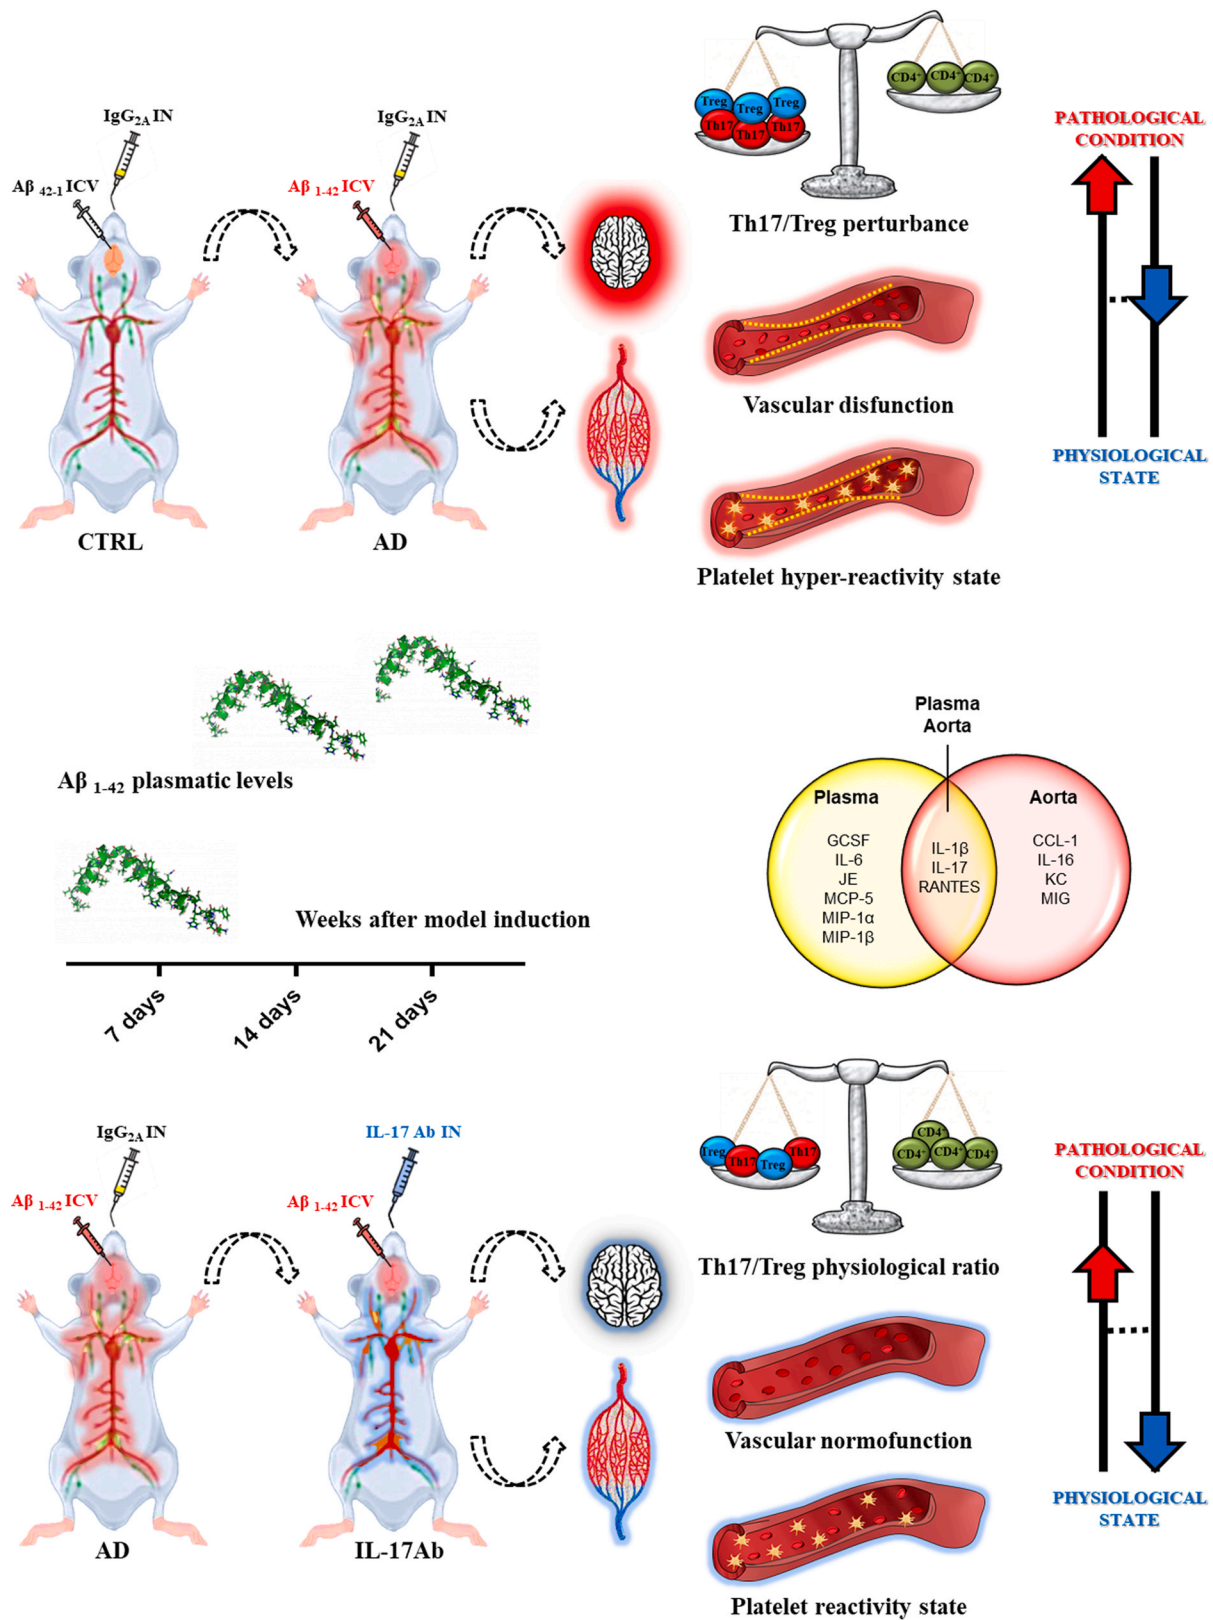 IgG2A IN
Aβ 42-1 ICV
CTRL
IgG2A IN
Aβ 1-42 ICV
AD
Treg
Treg
Treg
Th17
Th17
Th17
CD4+
CD4+
CD4+
Th17/Treg perturbance
Vascular disfunction
Platelet hyper-reactivity state
PATHOLOGICAL
CONDITION
PHYSIOLOGICAL
STATE
Aβ 1-42 plasmatic levels
Weeks after model induction
7 days
14 days
21 days
Plasma
Aorta
Plasma
GCSF
IL-6
JE
MCP-5
MIP-1α
MIP-1β
IL-1β
IL-17
RANTES
Aorta
CCL-1
IL-16
KC
MIG
IgG2A IN
Aβ 1-42 ICV
AD
IL-17 Ab IN
Aβ 1-42 ICV
IL-17Ab
Treg
Th17
Treg
Th17
CD4+
CD4+
CD4+
CD4+
Th17/Treg physiological ratio
Vascular normofunction
Platelet reactivity state
PATHOLOGICAL
CONDITION
PHYSIOLOGICAL
STATE